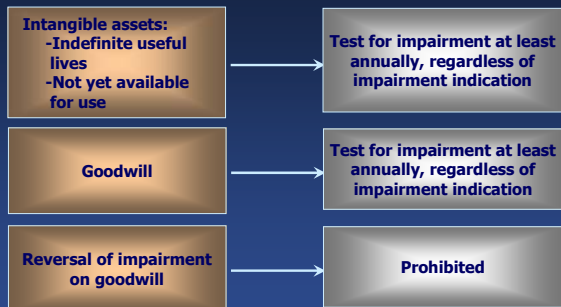 Intangible assets:
-Indefinite useful
lives
-Not yet available
for use
Test for impairment at least
annually, regardless of
impairment indication
Goodwill
Test for impairment at least
annually, regardless of
impairment indication
Reversal of impairment
on goodwill
Prohibited